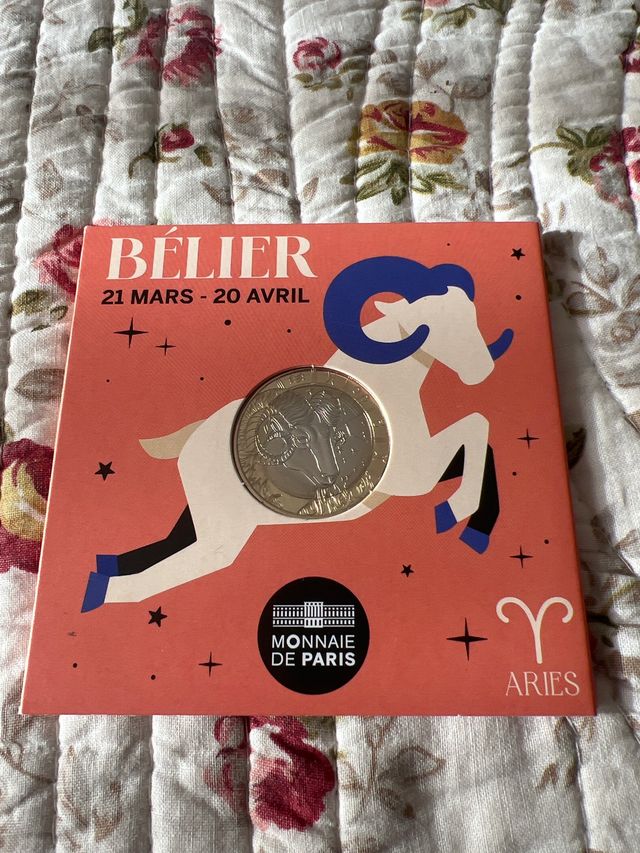 BÉLIER
21 MARS - 20 AVRIL
MONNAIE
DE PARIS
ARIES